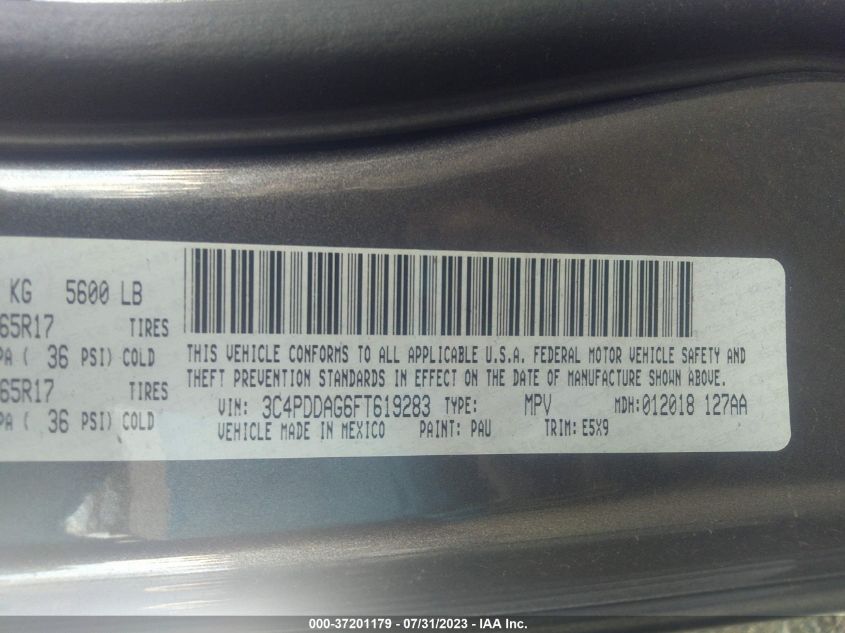 KG 5600 LB
65R17 TIRES
PA ( 36 PSI) COLD
65R17 TIRES
PA ( 36 PSI) COLD
THIS VEHICLE CONFORMS TO ALL APPLICABLE U.S.A. FEDERAL MOTOR VEHICLE SAFETY AND
THEFT PREVENTION STANDARDS IN EFFECT ON THE DATE OF MANUFACTURE SHOWN ABOVE.
VIN: 3C4PDDAG6FT619283 TYPE: MPV MDH:012018 127AA
VEHICLE MADE IN MEXICO PAINT: PAU TRIM: E5X9
000-37201179 / 07/31/2023 - IAA Inc.